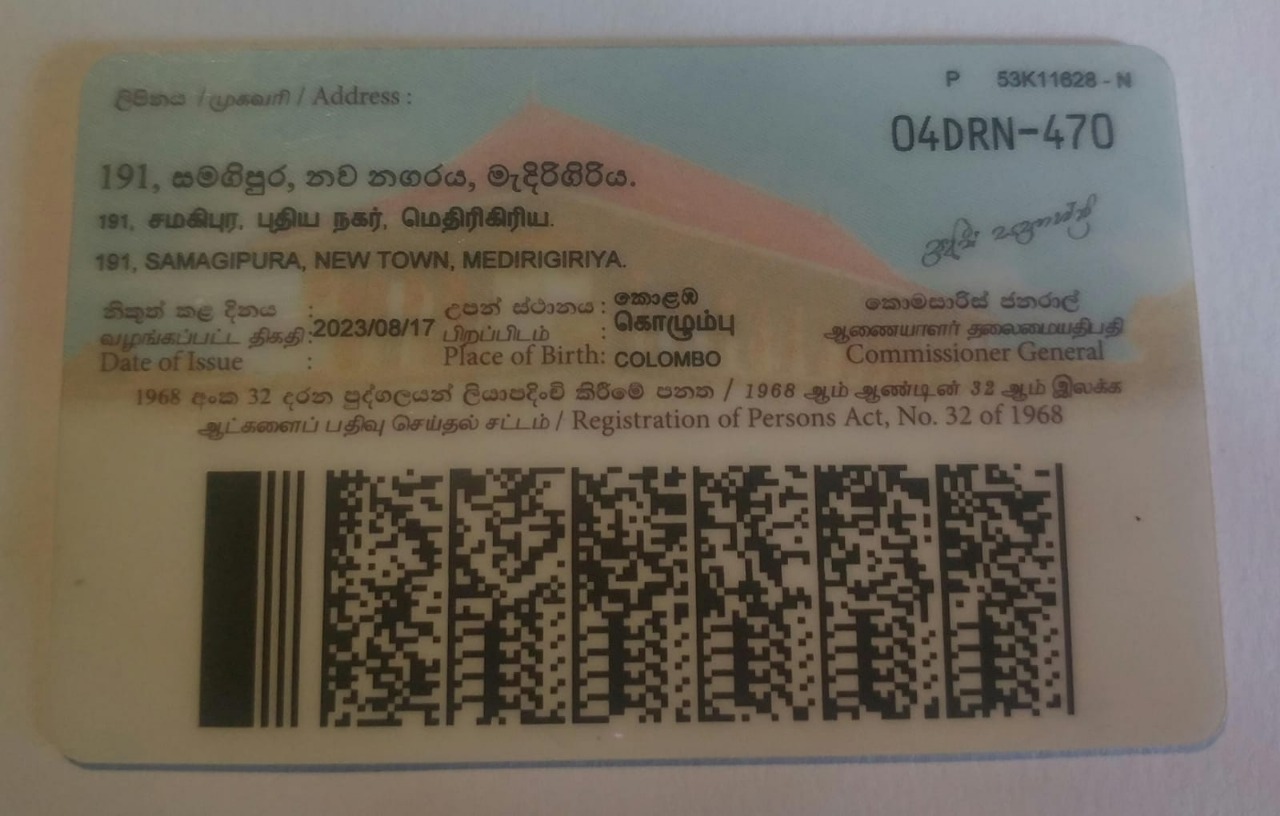 ලිපිනය / முகவரி / Address :
P 53K11628 - N
04DRN-470
191, සමගිපුර, නව නගරය, මැදිරිගිරිය.
191, சமகிபுர, புதிய நகர், மெதிரிகிரிய.
191, SAMAGIPURA, NEW TOWN, MEDIRIGIRIYA.
නිකුත් කළ දිනය : උපන් ස්ථානය : කොළඹ කොමසාරිස් ජනරාල්
வழங்கப்பட்ட திகதி : 2023/08/17 பிறப்பிடம் : கொழும்பு ஆணையாளர் தலைமையதிபதி
Date of Issue : Place of Birth: COLOMBO Commissioner General
1968 අංක 32 දරන පුද්ගලයන් ලියාපදිංචි කිරීමේ පනත / 1968 ஆம் ஆண்டின் 32 ஆம் இலக்க
ஆட்களைப் பதிவு செய்தல் சட்டம் / Registration of Persons Act, No. 32 of 1968